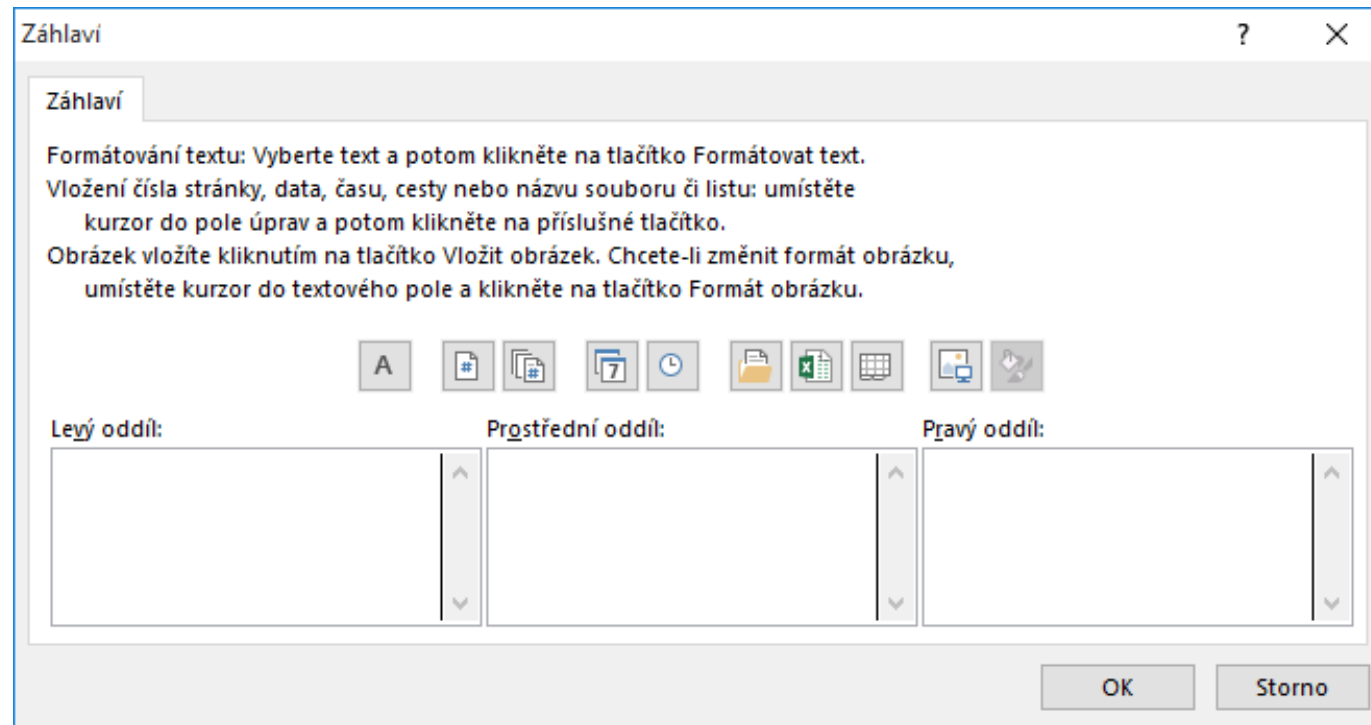 Záhlaví
?
Záhlaví
Formátování textu: Vyberte text a potom klikněte na tlačítko Formátovat text.
Vložení čísla stránky, data, času, cesty nebo názvu souboru či listu: umístěte
kurzor do pole úprav a potom klikněte na příslušné tlačítko.
Obrázek vložíte kliknutím na tlačítko Vložit obrázek. Chcete-li změnit formát obrázku,
umístěte kurzor do textového pole a klikněte na tlačítko Formát obrázku.
A # # 7 x
Levý oddíl: Prostřední oddíl: Pravý oddíl:
OK Storno